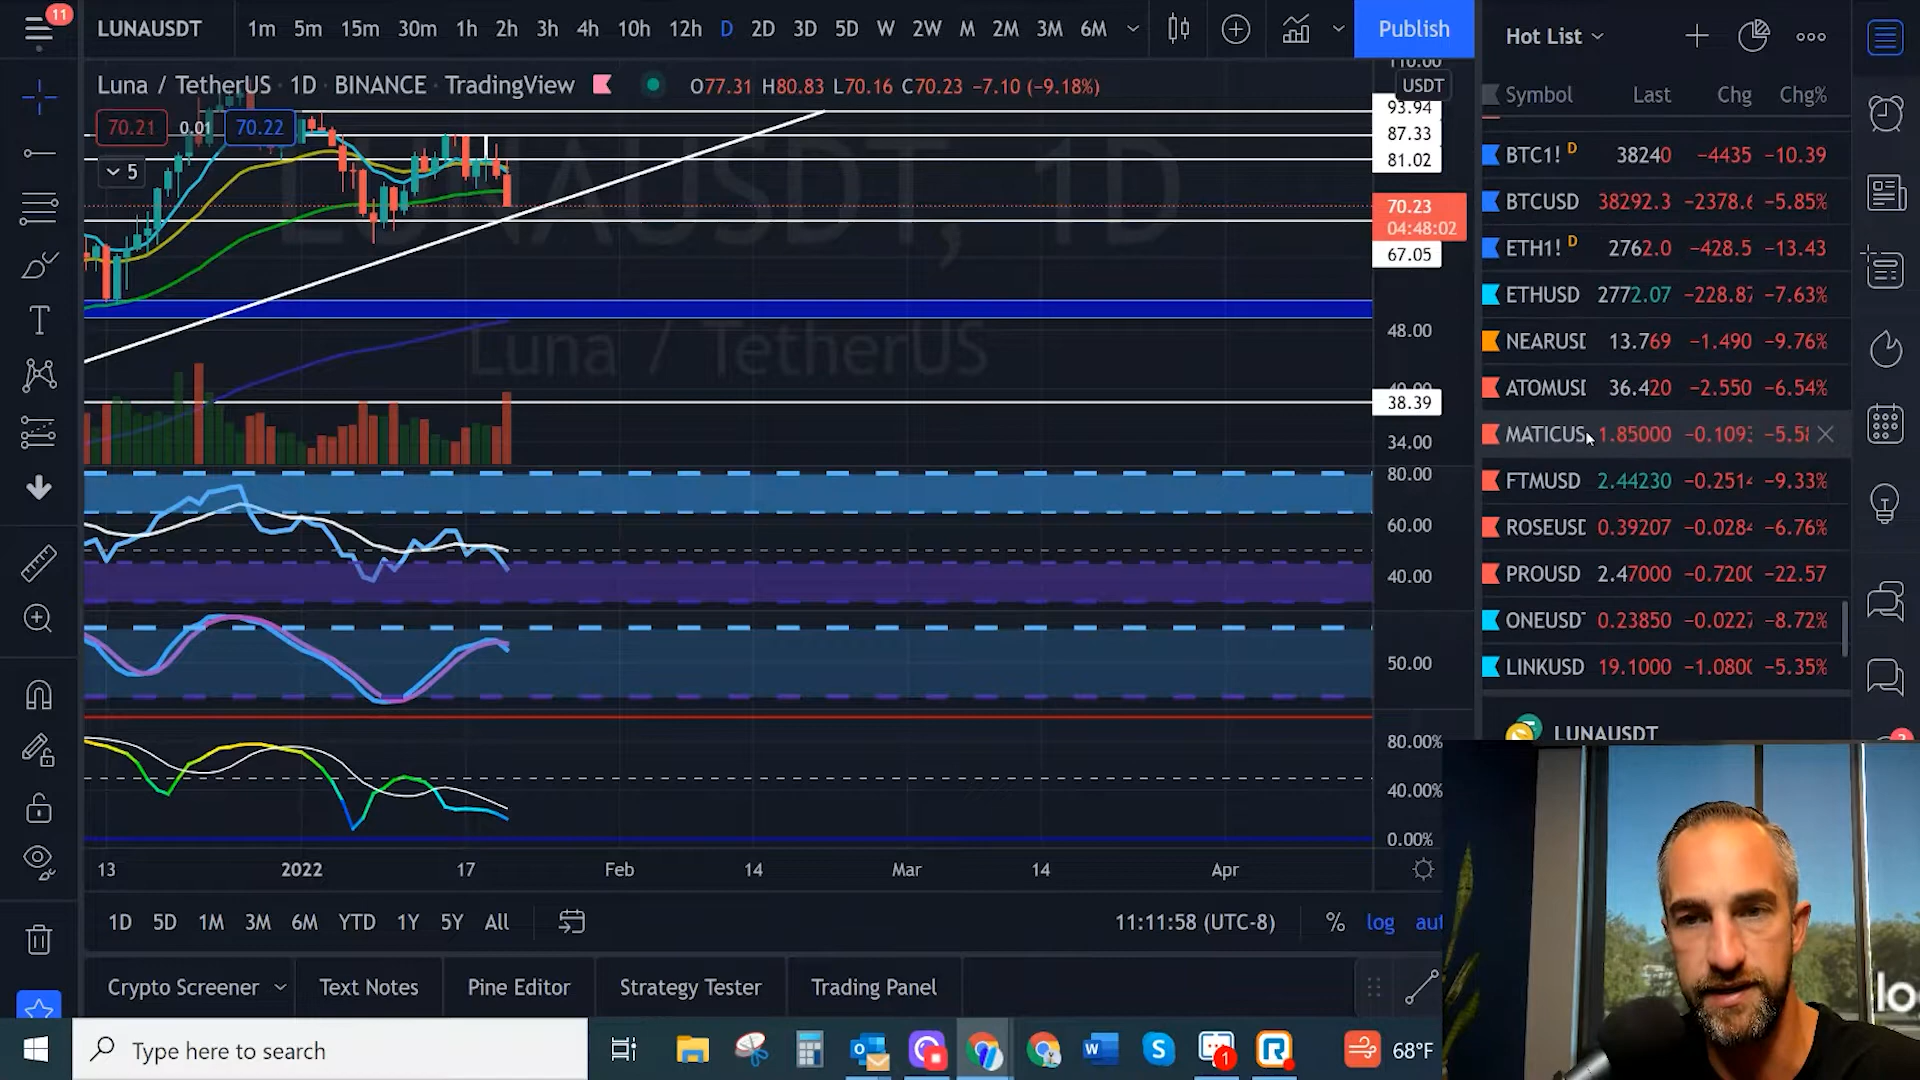 11
LUNAUSDT 1m 5m 15m 30m 1h 2h 3h 4h 10h 12h D 2D 3D 5D W 2W M 2M 3M 6M Publish
Luna / TetherUS · 1D · BINANCE · TradingView O77.31 H80.83 L70.16 C70.23 −7.10 (−9.18%)
70.21 0.01 70.22
5
LUNAUSDT, 1D
Luna / TetherUS
110.00
USDT
93.94
87.33
81.02
70.23
04:48:02
67.05
48.00
38.39
34.00
80.00
60.00
40.00
50.00
80.00%
40.00%
0.00%
13 2022 17 Feb 14 Mar 14 Apr
1D 5D 1M 3M 6M YTD 1Y 5Y All 11:11:58 (UTC-8) % log aut
Crypto Screener Text Notes Pine Editor Strategy Tester Trading Panel
Hot List
Symbol Last Chg Chg%
BTC1! D 38240 −4435 −10.39
BTCUSD 38292.3 −2378.6 −5.85%
ETH1! D 2762.0 −428.5 −13.43
ETHUSD 2772.07 −228.87 −7.63%
NEARUSD 13.769 −1.490 −9.76%
ATOMUSD 36.420 −2.550 −6.54%
MATICUS 1.85000 −0.1093 −5.58
FTMUSD 2.44230 −0.2514 −9.33%
ROSEUSD 0.39207 −0.0284 −6.76%
PROUSD 2.47000 −0.7200 −22.57
ONEUSDT 0.23850 −0.0227 −8.72%
LINKUSD 19.1000 −1.0800 −5.35%
LUNAUSDT
Type here to search
1
68°F